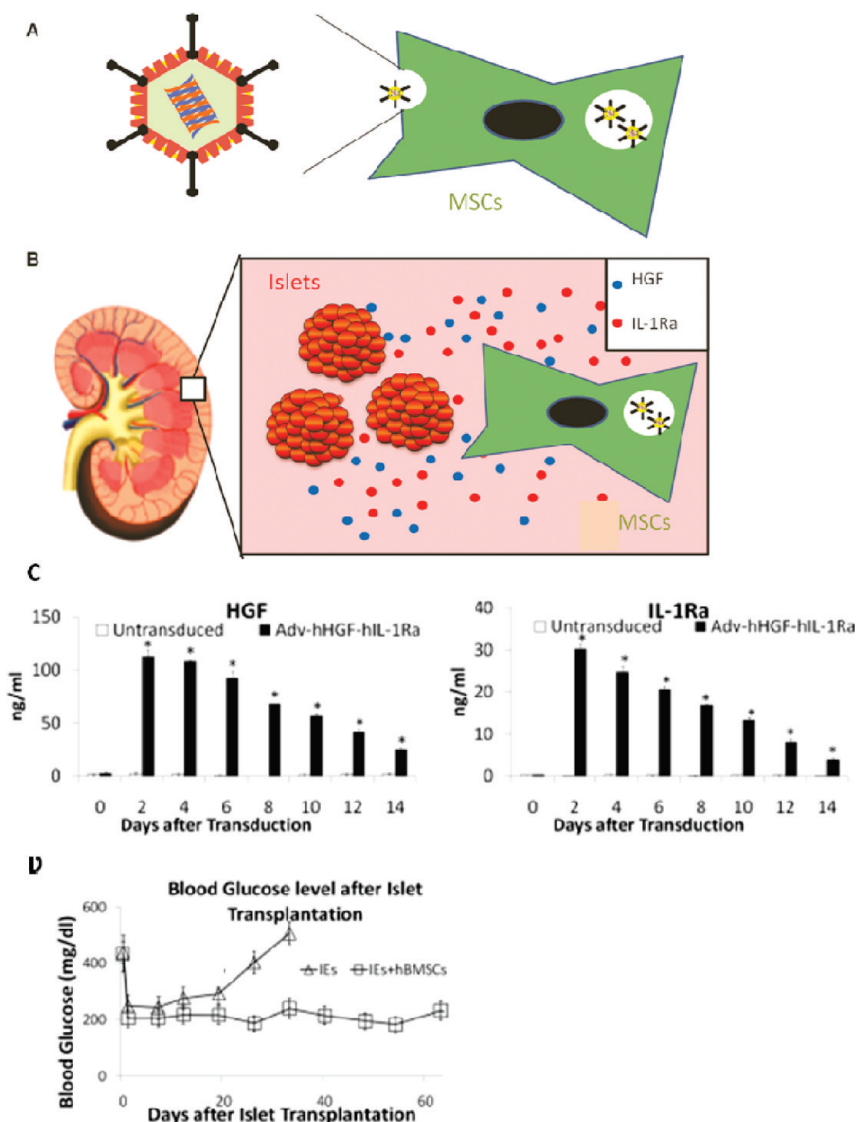 A
MSCs
B
Islets
HGF
IL-1Ra
MSCs
C
HGF
Untransduced Adv-hHGF-hIL-1Ra
ng/ml
150
100
50
0
0 2 4 6 8 10 12 14
* * * * * * *
Days after Transduction
IL-1Ra
Untransduced Adv-hHGF-hIL-1Ra
ng/ml
40
30
20
10
0
0 2 4 6 8 10 12 14
* * * * * * *
Days after Transduction
D
Blood Glucose level after Islet
Transplantation
Blood Glucose (mg/dl)
600
400
200
0
IEs IEs+hBMSCs
0 20 40 60
Days after Islet Transplantation